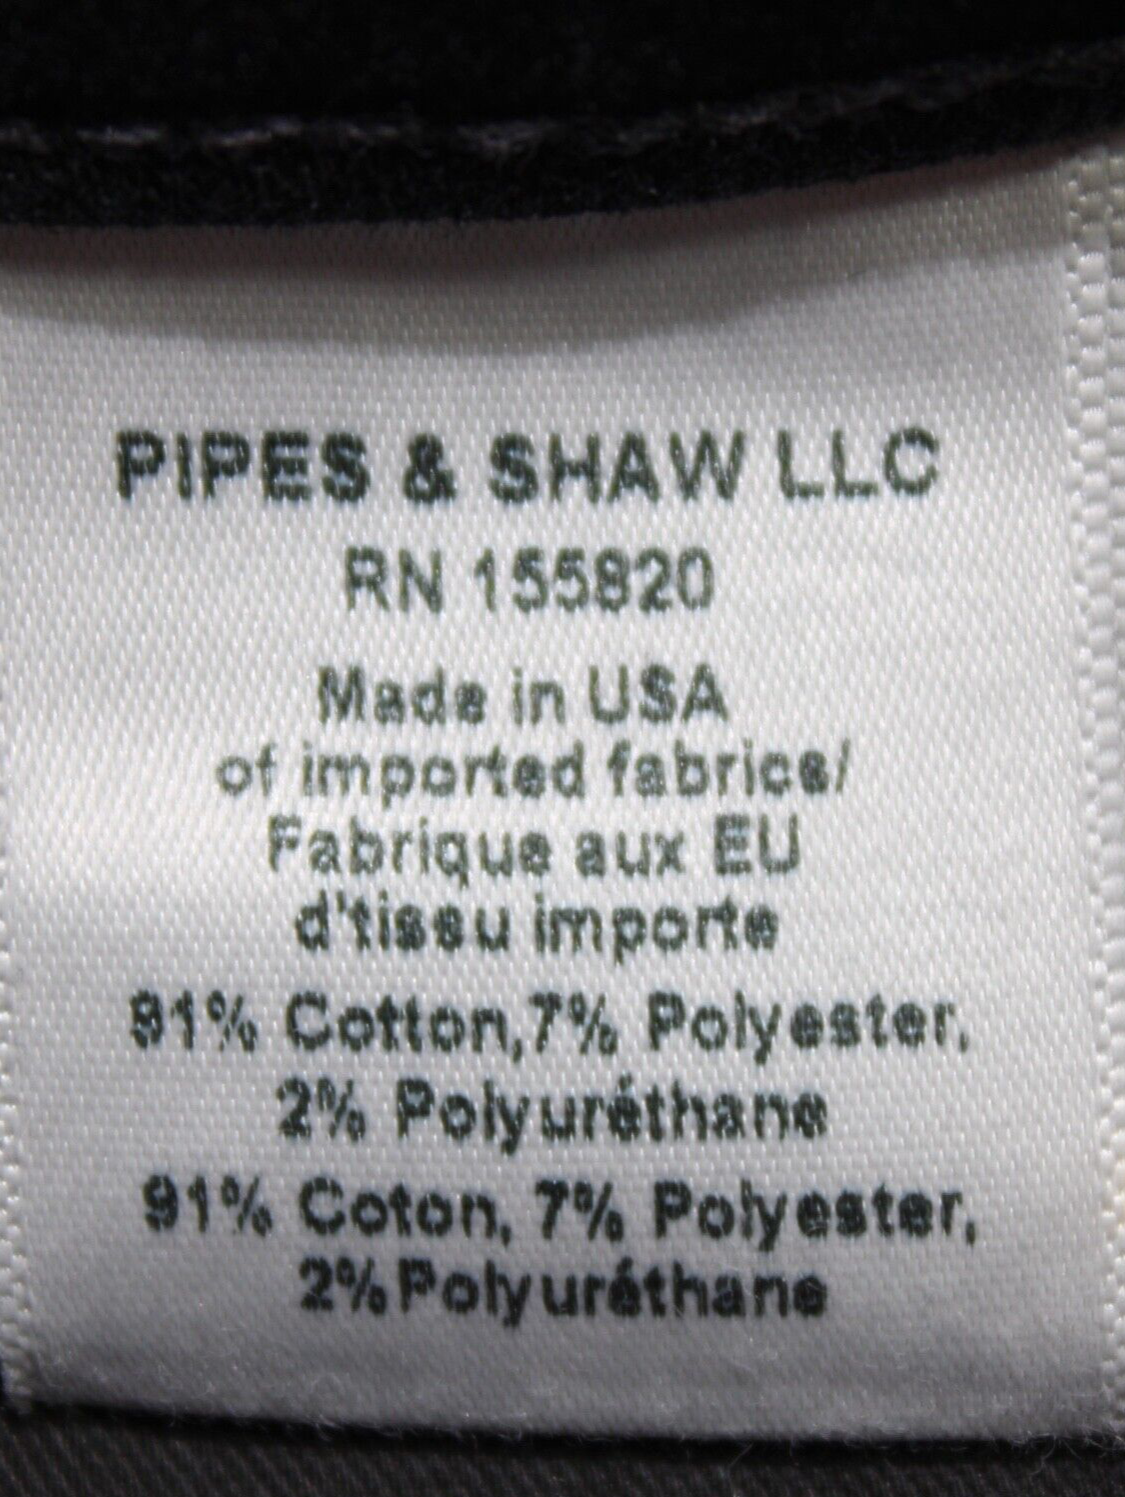 PIPES & SHAW LLC
RN 155820
Made in USA
of imported fabrics/
Fabrique aux EU
d'tissu importe
91% Cotton,7% Polyester,
2% Polyuréthane
91% Coton, 7% Polyester,
2%Polyuréthane